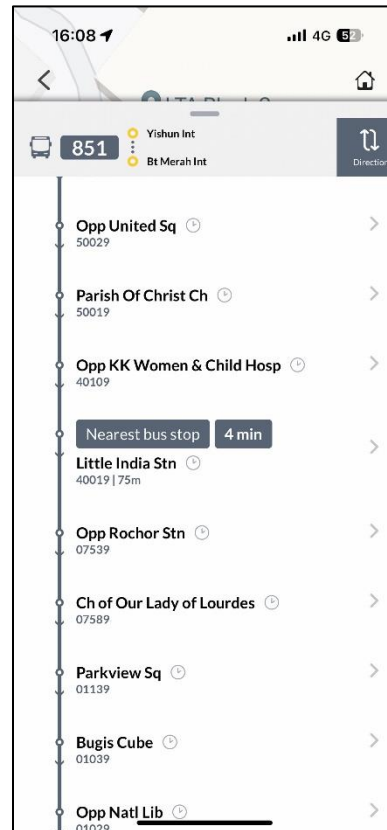 16:08
4G 52
851
Yishun Int
Bt Merah Int
Direction
Opp United Sq
50029
Parish Of Christ Ch
50019
Opp KK Women & Child Hosp
40109
Nearest bus stop 4 min
Little India Stn
40019 | 75m
Opp Rochor Stn
07539
Ch of Our Lady of Lourdes
07589
Parkview Sq
01139
Bugis Cube
01039
Opp Natl Lib
01029